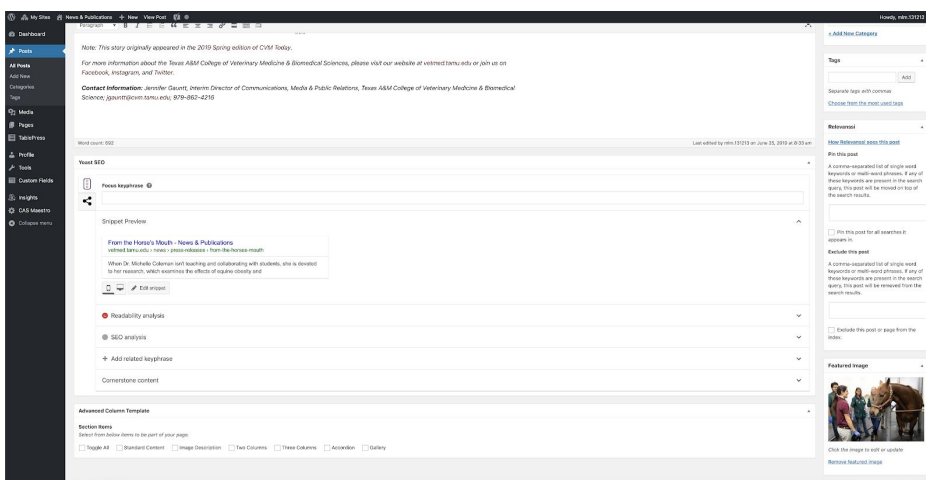 My Sites News & Publications + New View Post Howdy, mlm.131213
Dashboard
Posts
All Posts
Add New
Categories
Tags
Media
Pages
TablePress
Profile
Tools
Custom Fields
Insights
CAS Maestro
Collapse menu
Paragraph
Note: This story originally appeared in the 2019 Spring edition of CVM Today.
For more information about the Texas A&M College of Veterinary Medicine & Biomedical Sciences, please visit our website at vetmed.tamu.edu or join us on
Facebook, Instagram, and Twitter.
Contact Information: Jennifer Gauntt, Interim Director of Communications, Media & Public Relations, Texas A&M College of Veterinary Medicine & Biomedical
Science; jgauntt@cvm.tamu.edu; 979-862-4216
Word count: 692 Last edited by mlm.131213 on June 25, 2019 at 8:33 am
Yoast SEO
Focus keyphrase
Snippet Preview
From the Horse's Mouth - News & Publications
vetmed.tamu.edu › news › press-releases › from-the-horses-mouth
When Dr. Michelle Coleman isn't teaching and collaborating with students, she is devoted
to her research, which examines the effects of equine obesity and
Edit snippet
Readability analysis
SEO analysis
+ Add related keyphrase
Cornerstone content
Advanced Column Template
Section Items
Select from below items to be part of your page.
Toggle All Standard Content Image Description Two Columns Three Columns Accordion Gallery
+ Add New Category
Tags
Add
Separate tags with commas
Choose from the most used tags
Relevanssi
How Relevanssi sees this post
Pin this post
A comma-separated list of single word
keywords or multi-word phrases. If any of
these keywords are present in the search
query, this post will be moved on top of
the search results.
Pin this post for all searches it
appears in.
Exclude this post
A comma-separated list of single word
keywords or multi-word phrases. If any of
these keywords are present in the search
query, this post will be removed from the
search results.
Exclude this post or page from the
index.
Featured Image
Click the image to edit or update
Remove featured image